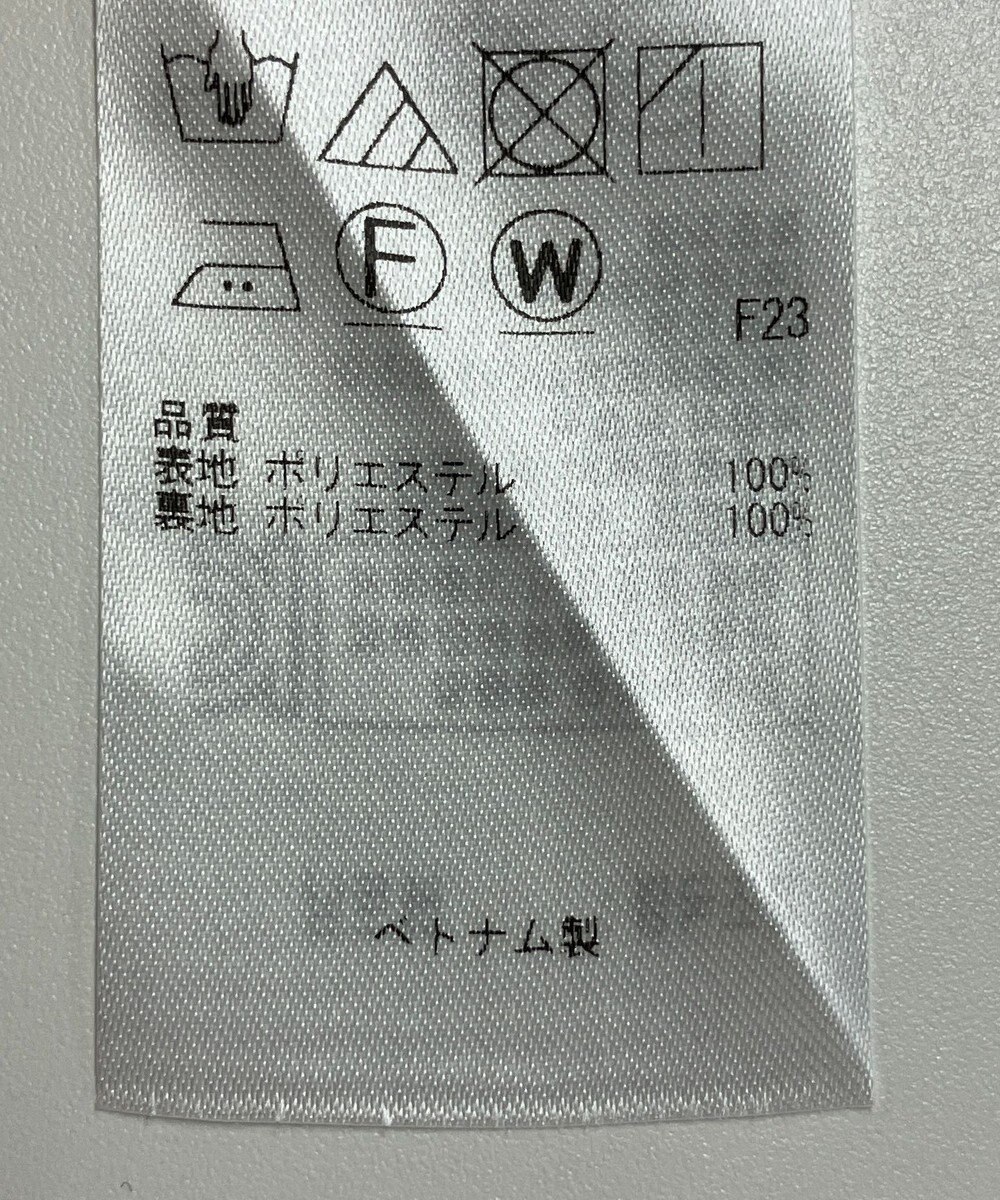 F W
F23
品質
表地 ポリエステル 100%
裏地 ポリエステル 100%
ベトナム製